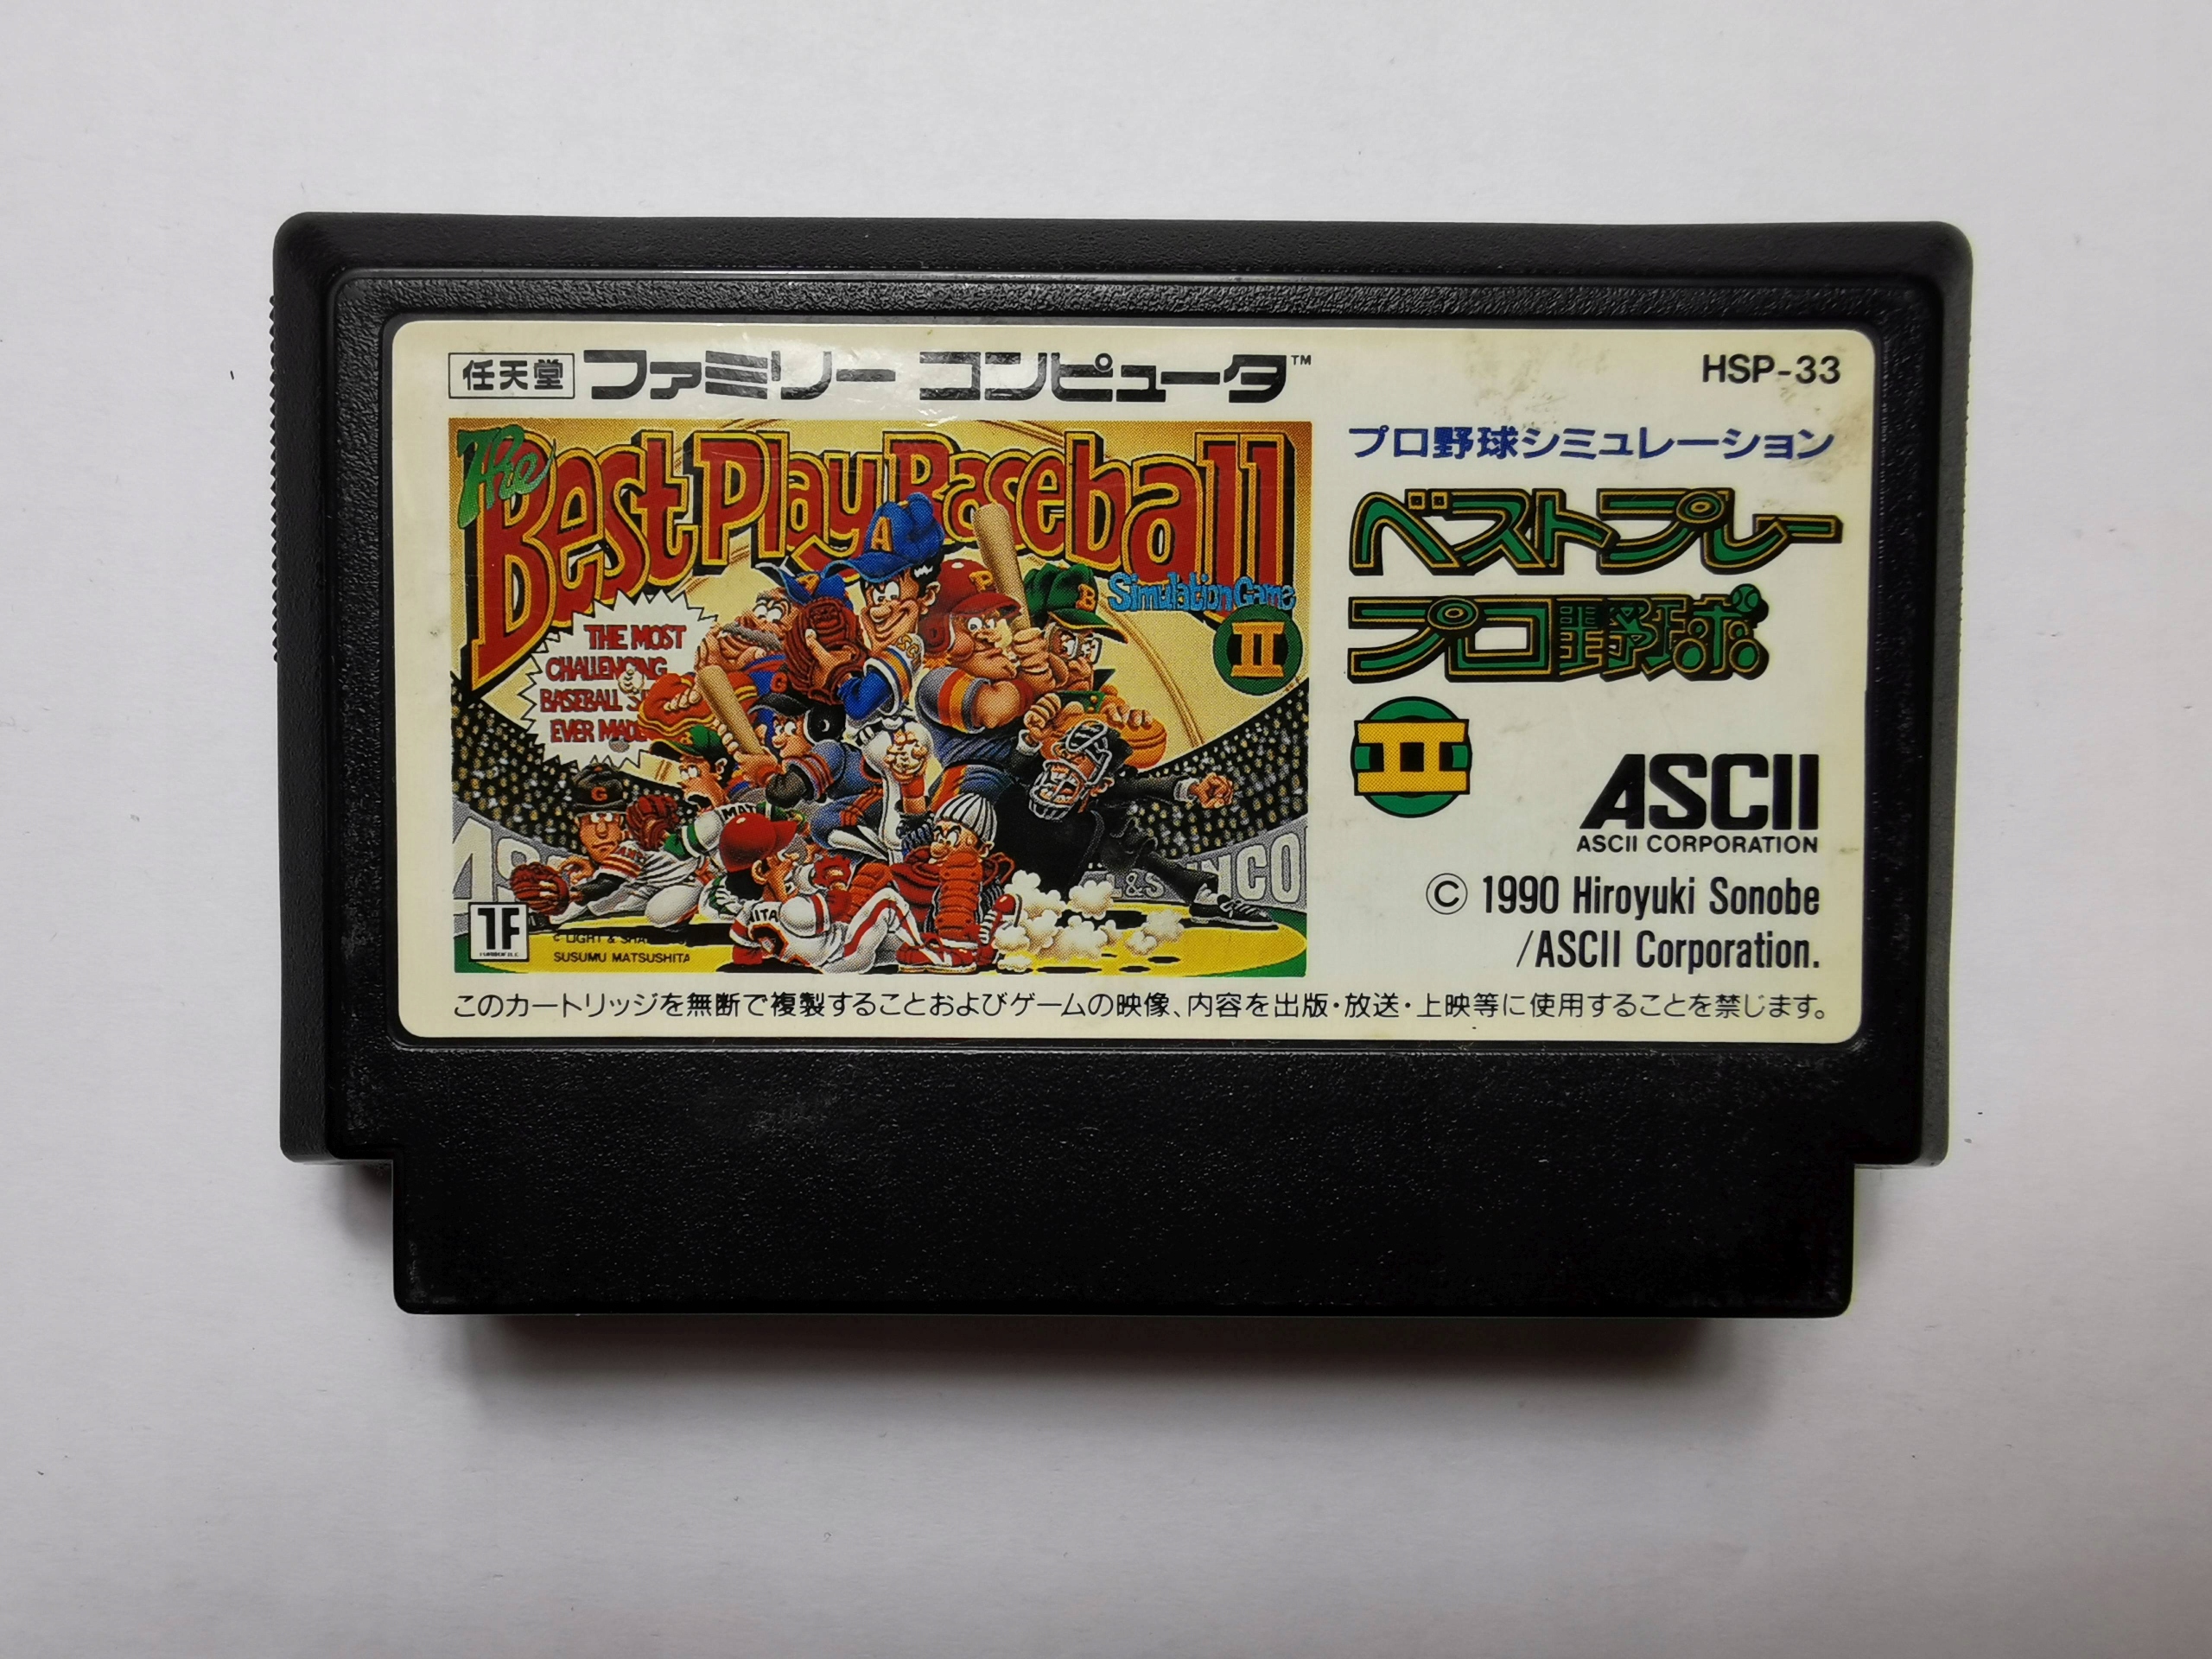 任天堂 ファミリー コンピュータ™
HSP-33
The
Best Play Baseball
Simulation Game
II
THE MOST
CHALLENGING
BASEBALL
EVER
A
A
P
B
G
G
MAT
ITA
&
NCO
1F
© LIGHT &
SUSUMU MATSUSHITA
プロ野球シミュレーション
ベストプレー
プロ野球
II
ASCII
ASCII CORPORATION
© 1990 Hiroyuki Sonobe
/ASCII Corporation.
このカートリッジを無断で複製することおよびゲームの映像、内容を出版・放送・上映等に使用することを禁じます。